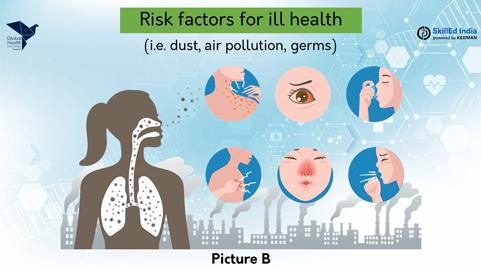 Risk factors for ill health
(i.e. dust, air pollution, germs)
Global
Health
SkillEd India
powered by KEDMAN
Picture B